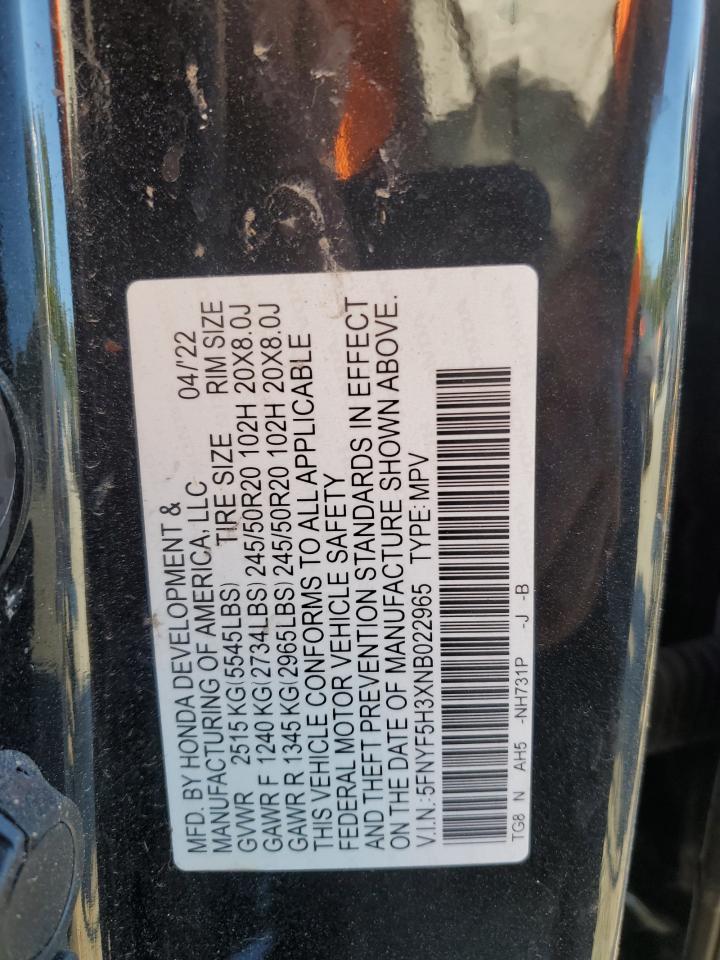 MFD. BY HONDA DEVELOPMENT &
MANUFACTURING OF AMERICA, LLC 04/'22
GVWR 2515 KG(5545LBS) TIRE SIZE RIM SIZE
GAWR F 1240 KG(2734LBS) 245/50R20 102H 20X8.0J
GAWR R 1345 KG(2965LBS) 245/50R20 102H 20X8.0J
THIS VEHICLE CONFORMS TO ALL APPLICABLE
FEDERAL MOTOR VEHICLE SAFETY
AND THEFT PREVENTION STANDARDS IN EFFECT
ON THE DATE OF MANUFACTURE SHOWN ABOVE.
V.I.N.:5FNYF5H3XNB022965 TYPE:MPV
TG8 N AH5 -NH731P -J -B